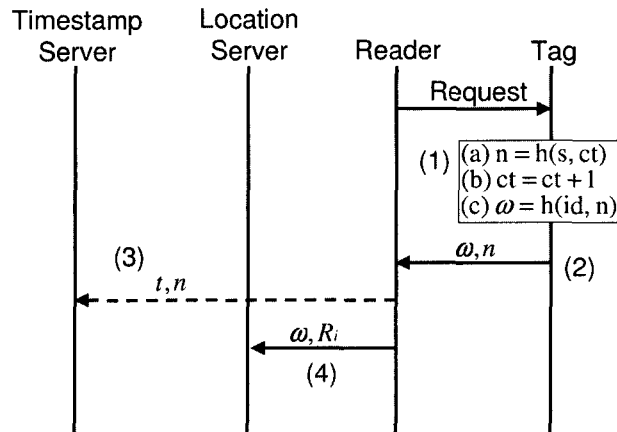 Timestamp Server
Location Server
Reader
Tag
Request
(1)
(a) n = h(s, ct)
(b) ct = ct + 1
(c) ω = h(id, n)
ω, n
(2)
(3)
t, n
ω, Ri
(4)